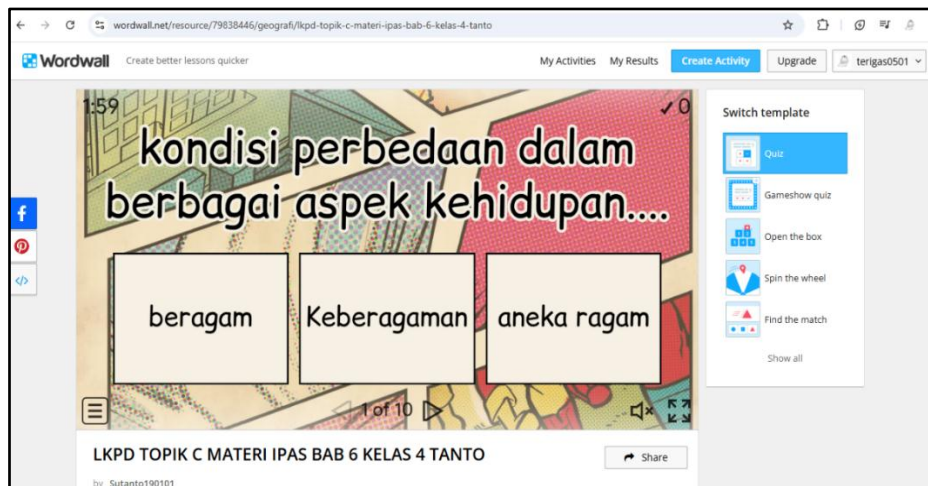 wordwall.net/resource/79838446/geografi/lkpd-topik-c-materi-ipas-bab-6-kelas-4-tanto
Wordwall
Create better lessons quicker
My Activities
My Results
Create Activity
Upgrade
terigas0501
1:59
✓0
kondisi perbedaan dalam
berbagai aspek kehidupan....
beragam
Keberagaman
aneka ragam
1 of 10
Switch template
Quiz
Gameshow quiz
Open the box
Spin the wheel
Find the match
Show all
LKPD TOPIK C MATERI IPAS BAB 6 KELAS 4 TANTO
Share
by Sutanto190101